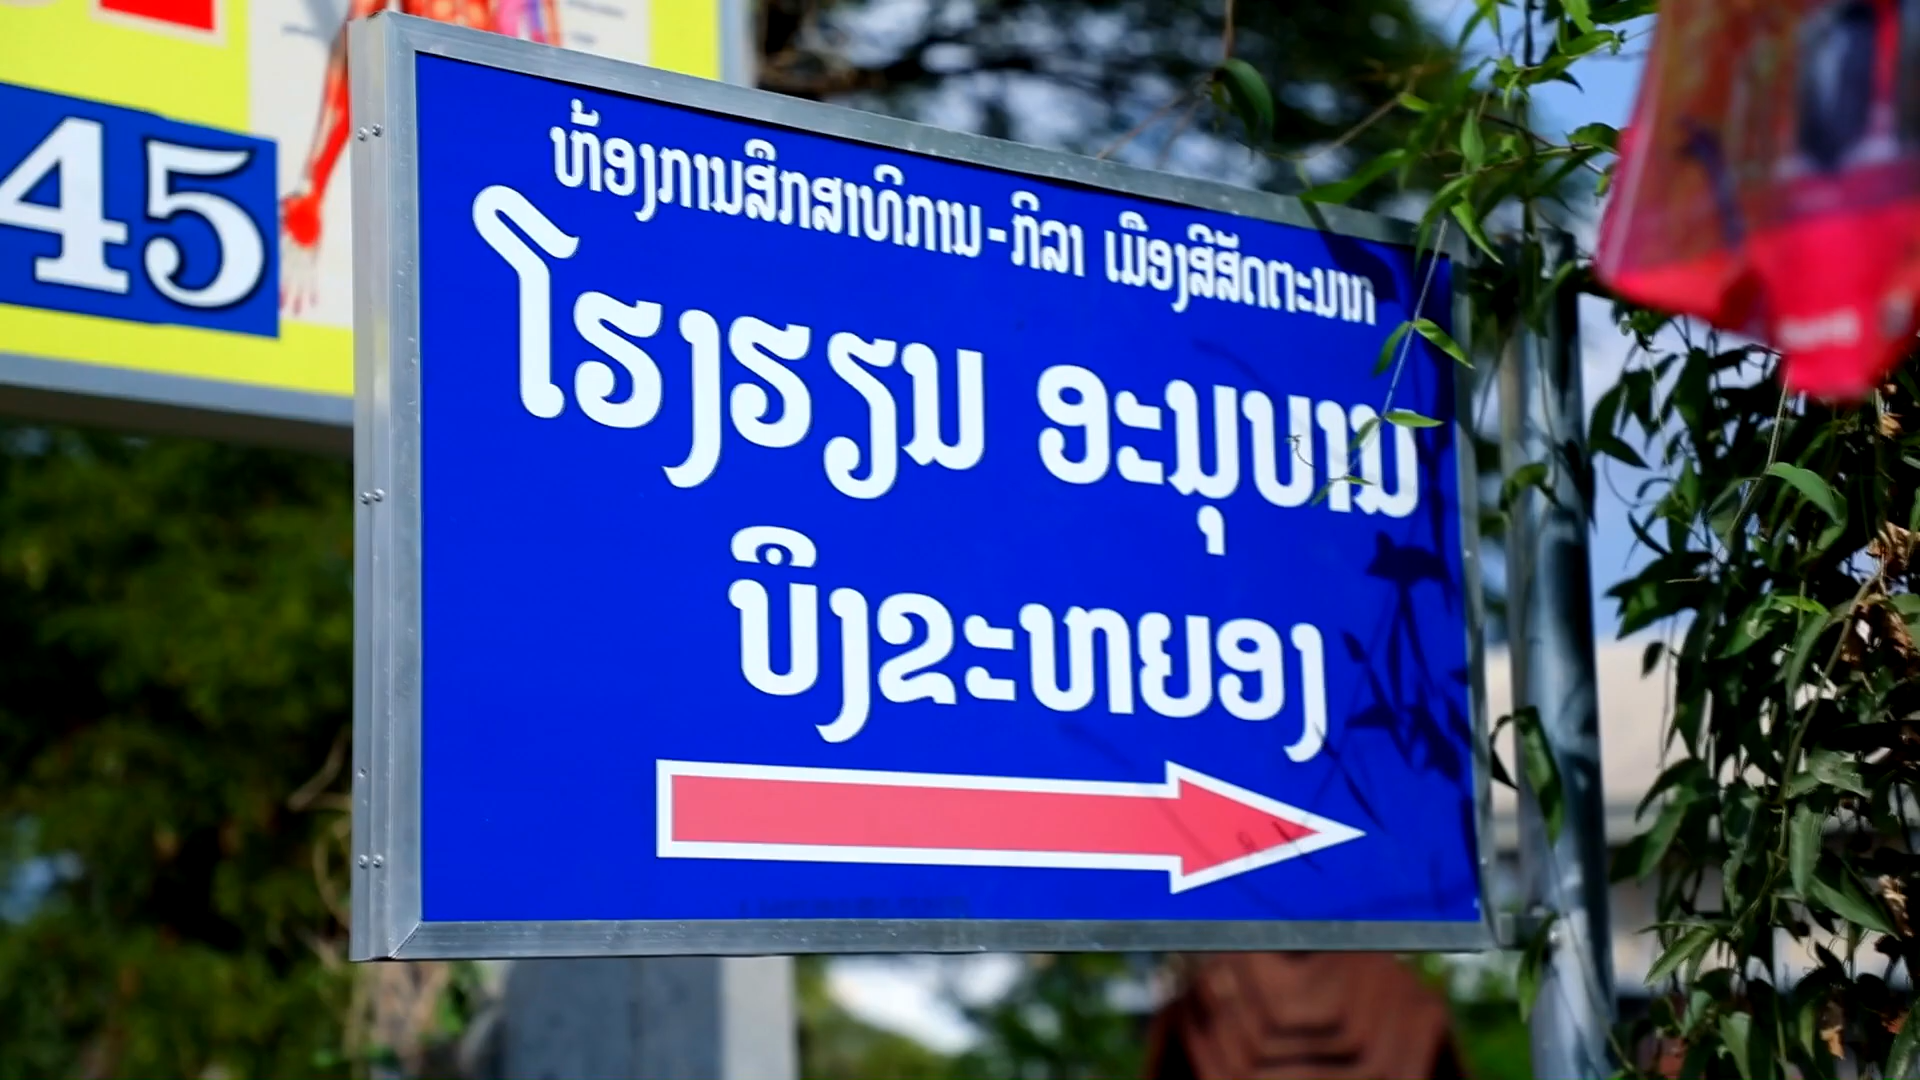 45
ຫ້ອງການສຶກສາທິການ-ກິລາ ເມືອງສີສັດຕະນາກ
ໂຮງຮຽນ ອະນຸບານ
ບຶງຂະຫຍອງ